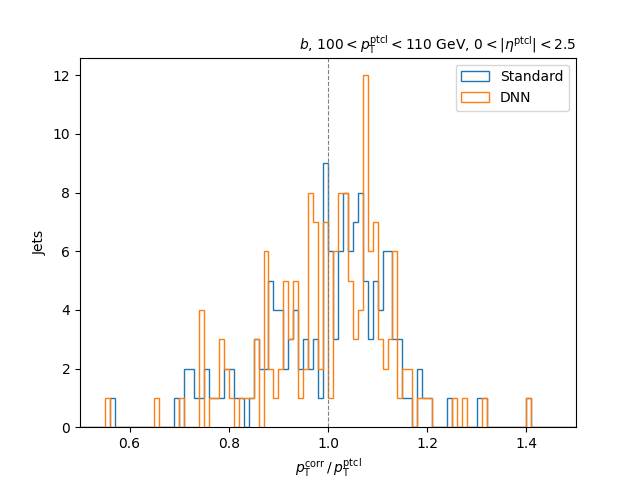 b, 100 < p_T^ptcl < 110 GeV, 0 < |η^ptcl| < 2.5
Standard
DNN
12
10
8
6
4
2
0
Jets
0.6 0.8 1.0 1.2 1.4
p_T^corr / p_T^ptcl